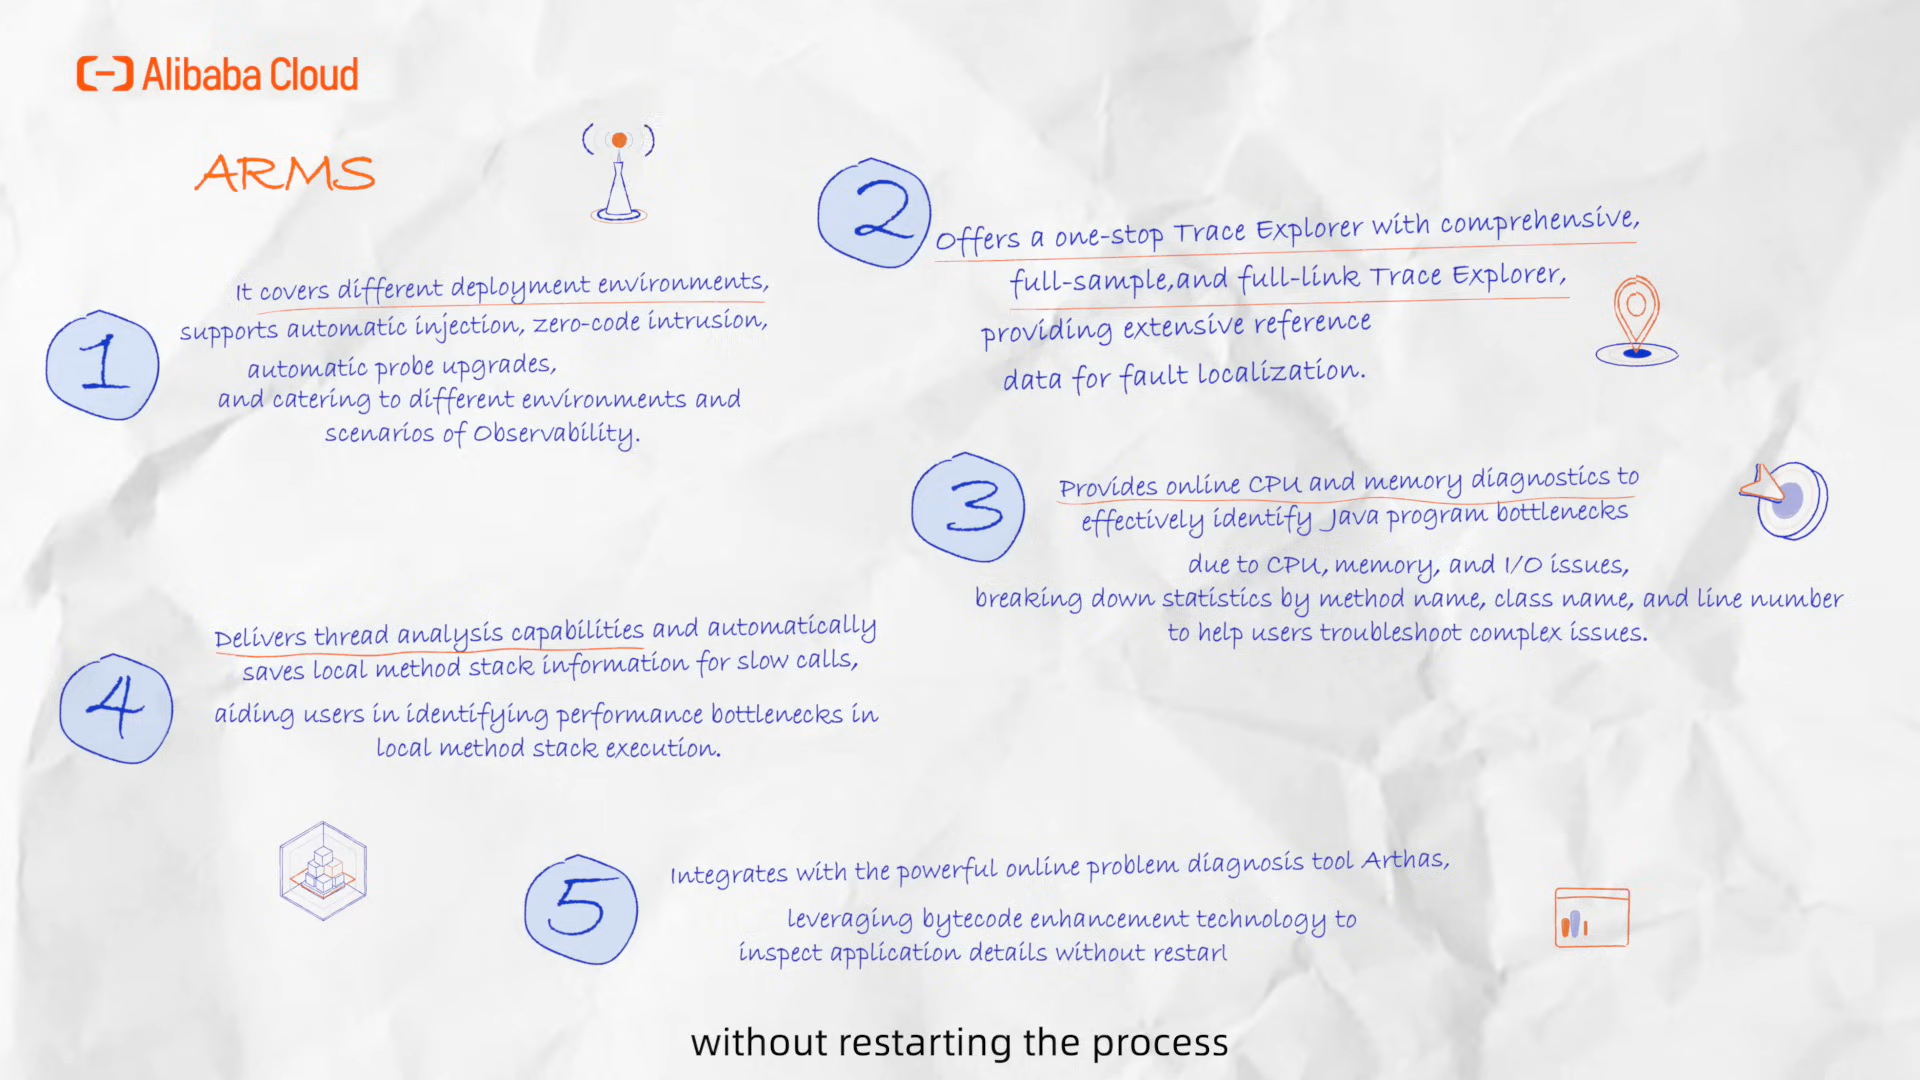 Alibaba Cloud
ARMS
1
It covers different deployment environments,
supports automatic injection, zero-code intrusion,
automatic probe upgrades,
and catering to different environments and
scenarios of Observability.
2
Offers a one-stop Trace Explorer with comprehensive,
full-sample,and full-link Trace Explorer,
providing extensive reference
data for fault localization.
3
Provides online CPU and memory diagnostics to
effectively identify Java program bottlenecks
due to CPU, memory, and I/O issues,
breaking down statistics by method name, class name, and line number
to help users troubleshoot complex issues.
4
Delivers thread analysis capabilities and automatically
saves local method stack information for slow calls,
aiding users in identifying performance bottlenecks in
local method stack execution.
5
Integrates with the powerful online problem diagnosis tool Arthas,
leveraging bytecode enhancement technology to
inspect application details without restar
without restarting the process